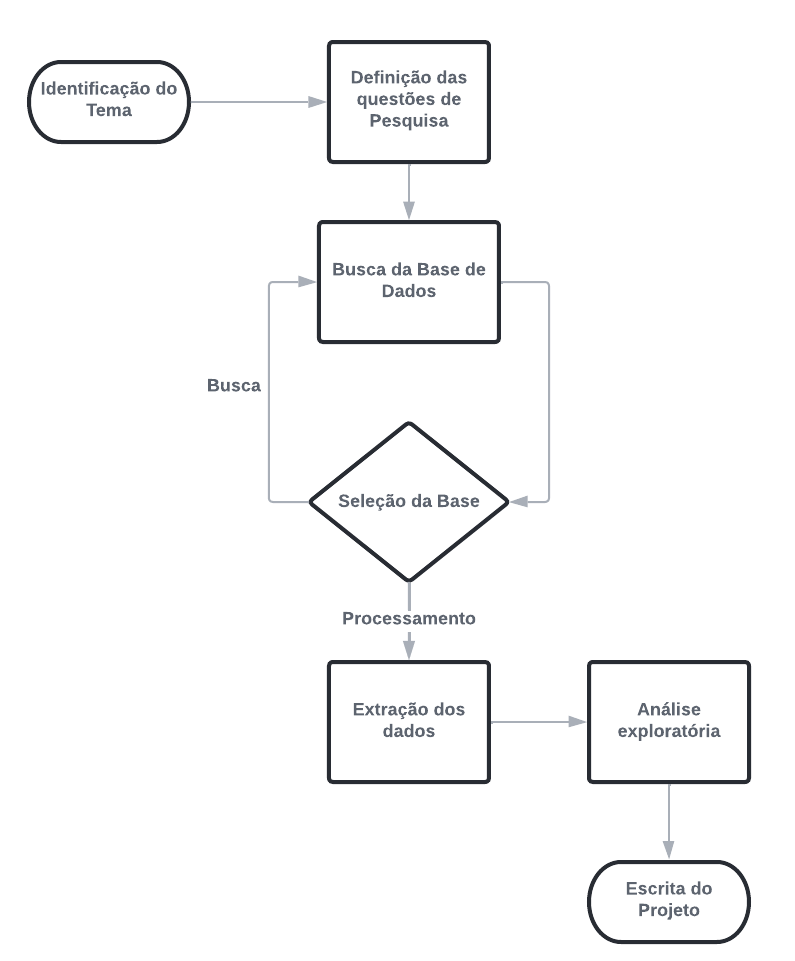 Identificação do
Tema
Definição das
questões de
Pesquisa
Busca da Base de
Dados
Busca
Seleção da Base
Processamento
Extração dos
dados
Análise
exploratória
Escrita do
Projeto